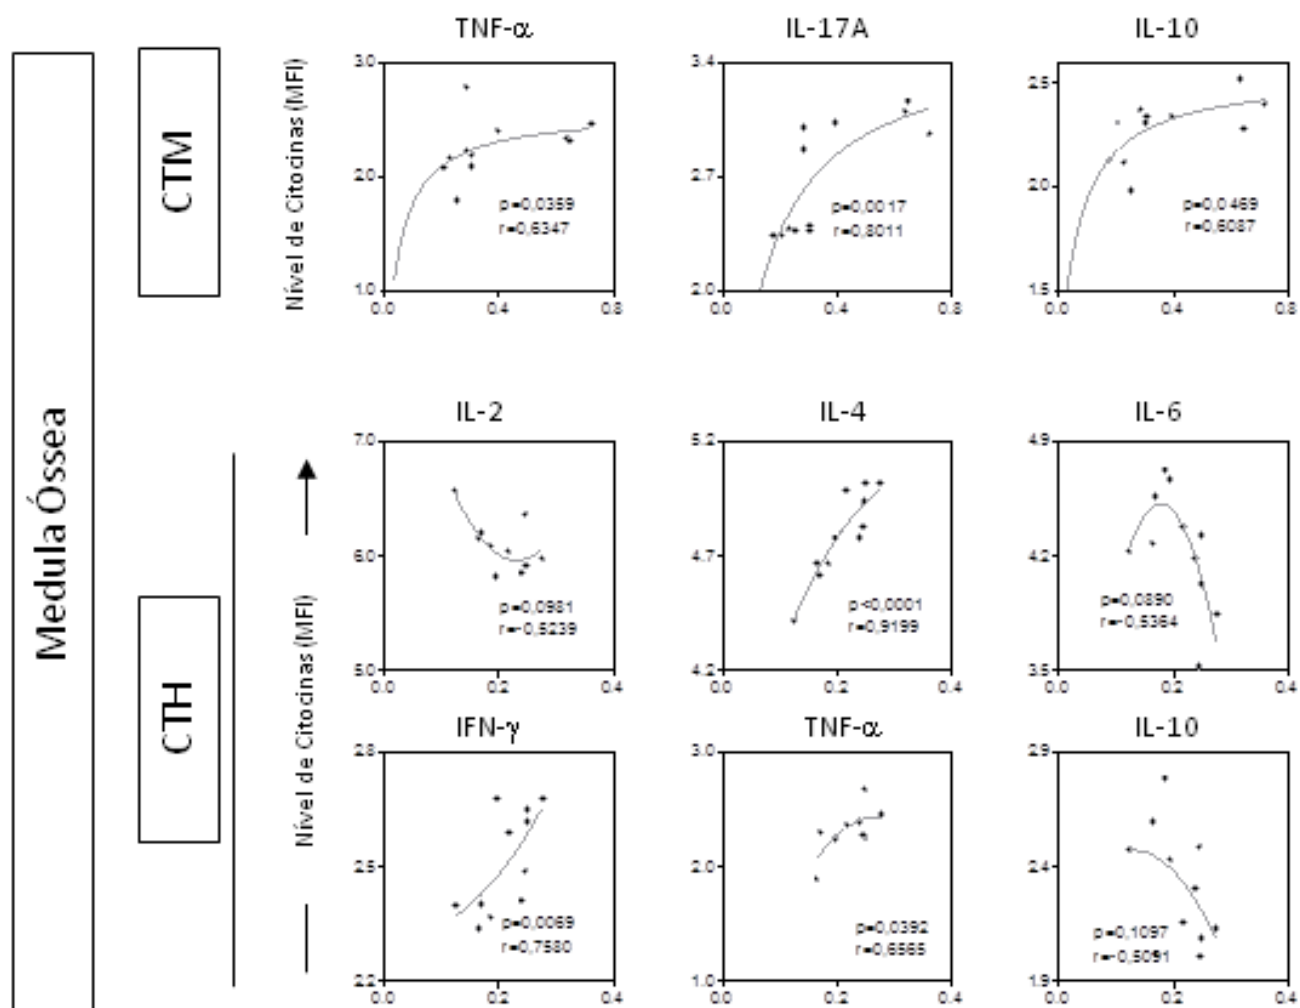 Medula Óssea
CTM
Nível de Citocinas (MFI)
TNF-α
3.0
2.0
1.0
0.0
0.4
0.8
p=0,0359
r=0,6347
IL-17A
3.4
2.7
2.0
0.0
0.4
0.8
p=0,0017
r=0,8011
IL-10
2.5
2.0
1.5
0.0
0.4
0.8
p=0,0469
r=0,6087
CTH
Nível de Citocinas (MFI)
IL-2
7.0
6.0
5.0
0.0
0.2
0.4
p=0,0981
r=-0,5239
IL-4
5.2
4.7
4.2
0.0
0.2
0.4
p<0,0001
r=0,9199
IL-6
4.9
4.2
3.5
0.0
0.2
0.4
p=0,0890
r=-0,5364
IFN-γ
2.8
2.5
2.2
0.0
0.2
0.4
p=0,0069
r=0,7580
TNF-α
3.0
2.0
1.0
0.0
0.2
0.4
p=0,0392
r=0,6565
IL-10
2.9
2.4
1.9
0.0
0.2
0.4
p=0,1097
r=-0,5091